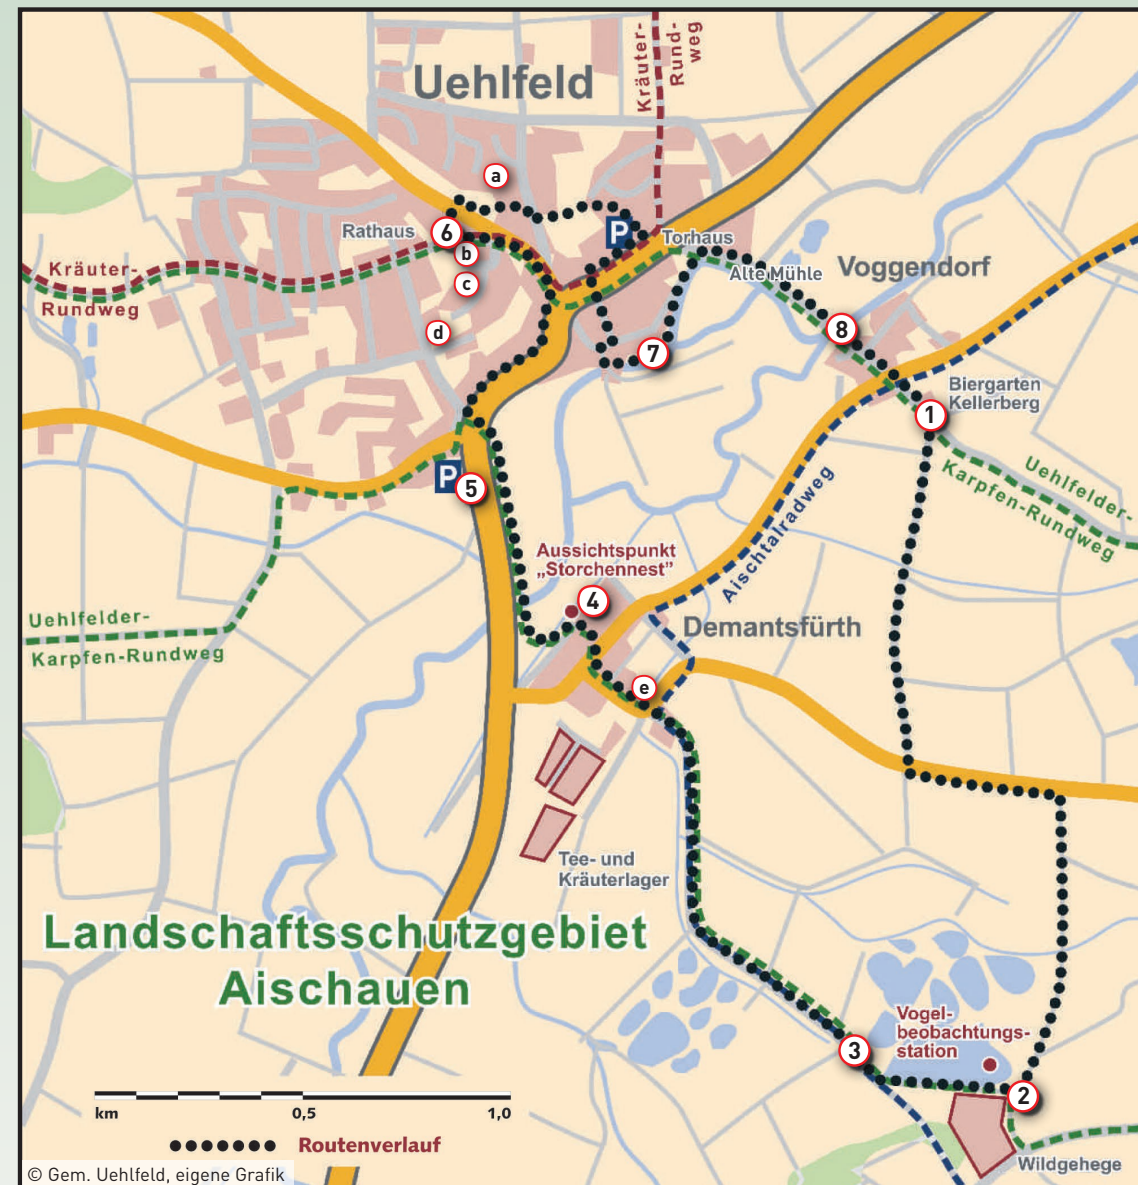 Uehlfeld
Kräuter-
Rund-
weg
a
P
Rathaus
6
b
Torhaus
Alte Mühle
Voggendorf
Kräuter-
Rundweg
c
d
7
8
Biergarten
Kellerberg
1
P
5
Uehlfelder-
Karpfen-Rundweg
Aischtalradweg
Aussichtspunkt
„Storchennest”
4
Uehlfelder-
Karpfen-Rundweg
Demantsfürth
e
Tee- und
Kräuterlager
Landschaftsschutzgebiet
Aischauen
Vogel-
beobachtungs-
station
3
2
Wildgehege
km 0,5 1,0
Routenverlauf
© Gem. Uehlfeld, eigene Grafik